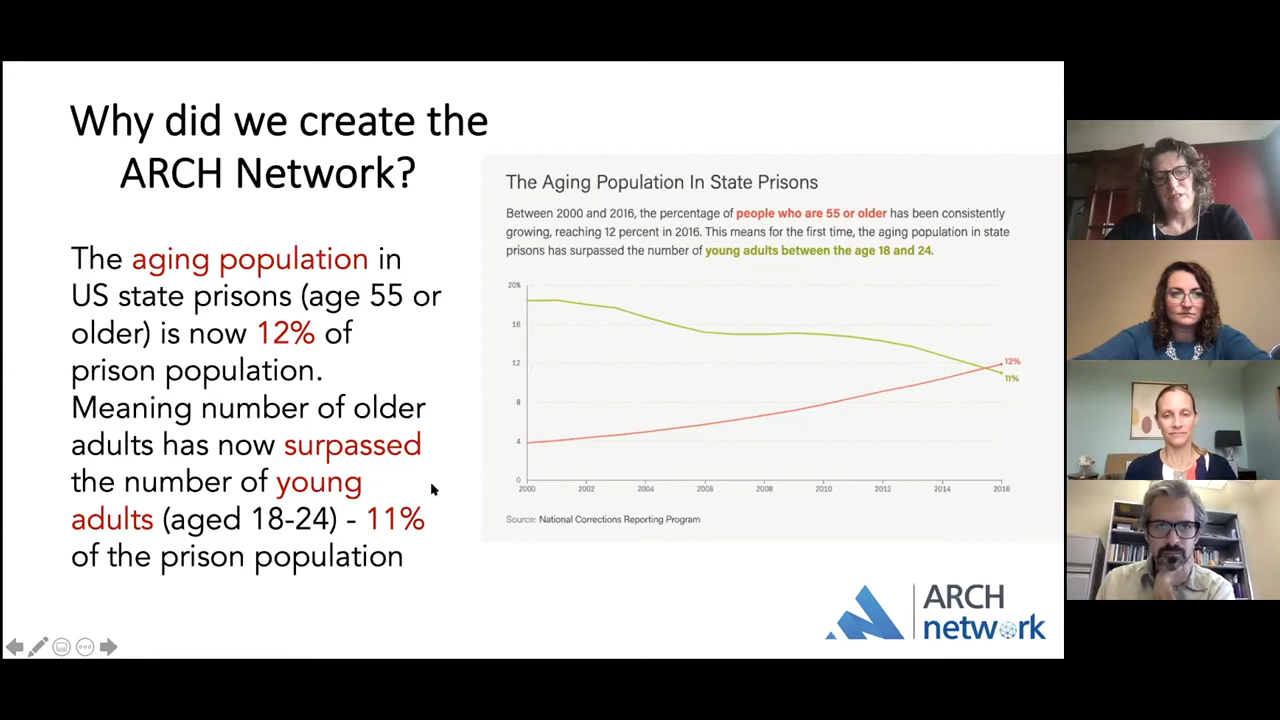 Why did we create the
ARCH Network?
The aging population in
US state prisons (age 55 or
older) is now 12% of
prison population.
Meaning number of older
adults has now surpassed
the number of young
adults (aged 18-24) - 11%
of the prison population
The Aging Population In State Prisons
Between 2000 and 2016, the percentage of people who are 55 or older has been consistently
growing, reaching 12 percent in 2016. This means for the first time, the aging population in state
prisons has surpassed the number of young adults between the age 18 and 24.
20%
16
12
8
4
0
12%
11%
2000 2002 2004 2006 2008 2010 2012 2014 2016
Source: National Corrections Reporting Program
ARCH
network